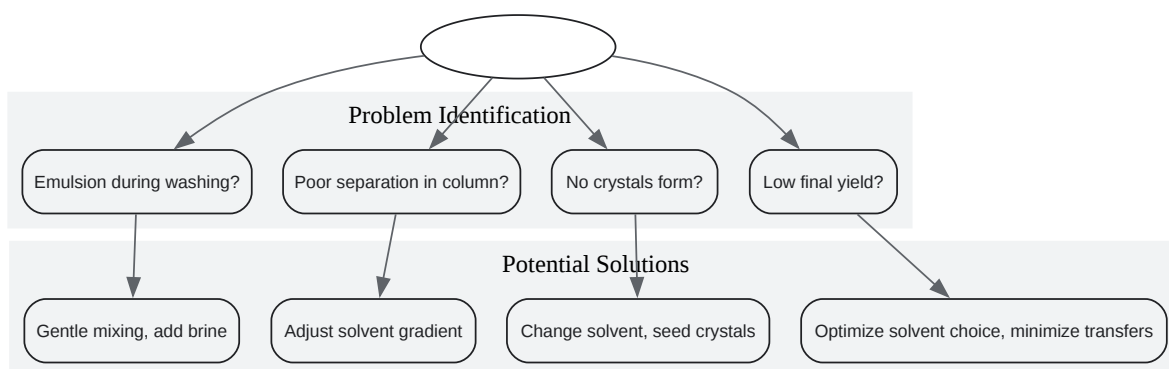 Problem Identification
Emulsion during washing?
Poor separation in column?
No crystals form?
Low final yield?
Potential Solutions
Gentle mixing, add brine
Adjust solvent gradient
Change solvent, seed crystals
Optimize solvent choice, minimize transfers